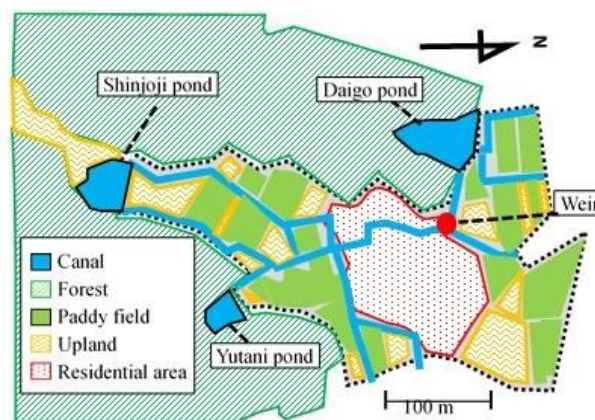 Shinjoji pond
Daigo pond
N
Weir
Canal
Forest
Paddy field
Upland
Residential area
Yutani pond
100 m